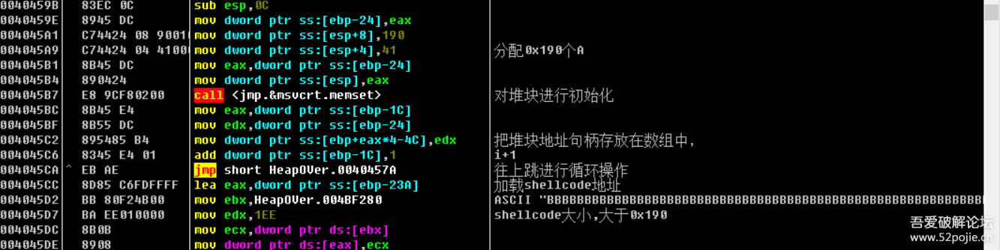 0040459B 83EC 0C sub esp,0C
0040459E 8945 DC mov dword ptr ss:[ebp-24],eax
004045A1 C74424 08 90010 mov dword ptr ss:[esp+8],190
004045A9 C74424 04 41000 mov dword ptr ss:[esp+4],41 分配0x190个A
004045B1 8B45 DC mov eax,dword ptr ss:[ebp-24]
004045B4 890424 mov dword ptr ss:[esp],eax
004045B7 E8 9CF80200 call <jmp.&msvcrt.memset> 对堆块进行初始化
004045BC 8B45 E4 mov eax,dword ptr ss:[ebp-1C]
004045BF 8B55 DC mov edx,dword ptr ss:[ebp-24]
004045C2 895485 B4 mov dword ptr ss:[ebp+eax*4-4C],edx 把堆块地址句柄存放在数组中,
004045C6 8345 E4 01 add dword ptr ss:[ebp-1C],1 i+1
004045CA ^ EB AE jmp short HeapOVer.0040457A 往上跳进行循环操作
004045CC 8D85 C6FDFFFF lea eax,dword ptr ss:[ebp-23A] 加载shellcode地址
004045D2 BB 80F24B00 mov ebx,HeapOVer.004BF280 ASCII "BBBBBBBBBBBBBBBBBBBBBBBBBBBBBBBBBBBBBBBBBBBBBBBBBBBBBBBBBBBBBBBBBBBBBBBBB
004045D7 BA EE010000 mov edx,1EE shellcode大小,大于0x190
004045DC 8B0B mov ecx,dword ptr ds:[ebx]
004045DE 8908 mov dword ptr ds:[eax],ecx
吾爱破解论坛
www.52pojie.cn